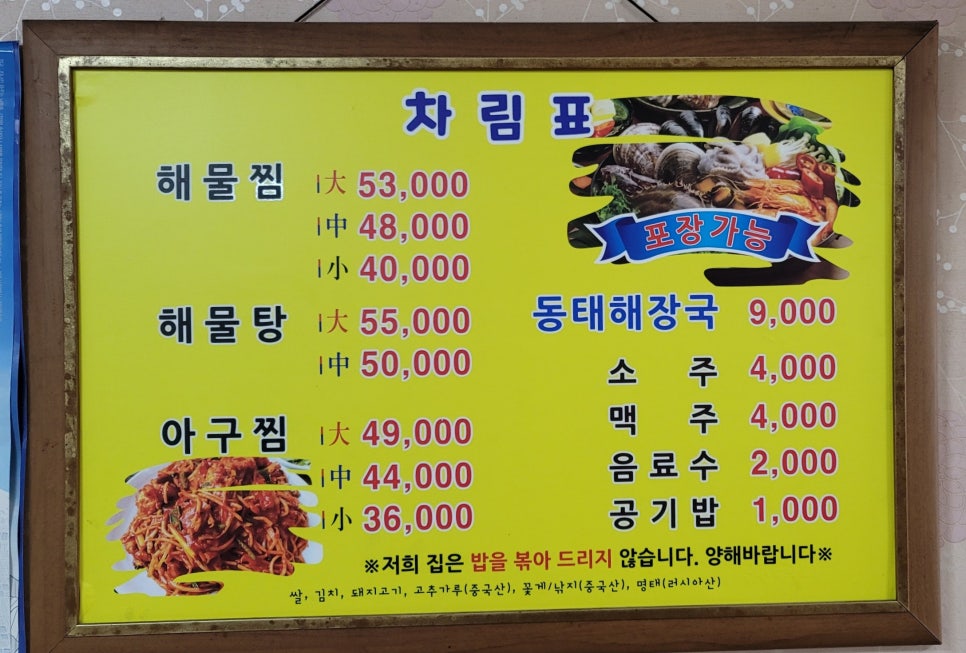 차림표
해물찜 大 53,000
中 48,000
小 40,000
해물탕 大 55,000
中 50,000
아구찜 大 49,000
中 44,000
小 36,000
포장가능
동태해장국 9,000
소주 4,000
맥주 4,000
음료수 2,000
공기밥 1,000
※저희 집은 밥을 볶아 드리지 않습니다. 양해바랍니다※
쌀, 김치, 돼지고기, 고추가루(중국산), 꽃게/낙지(중국산), 명태(러시아산)